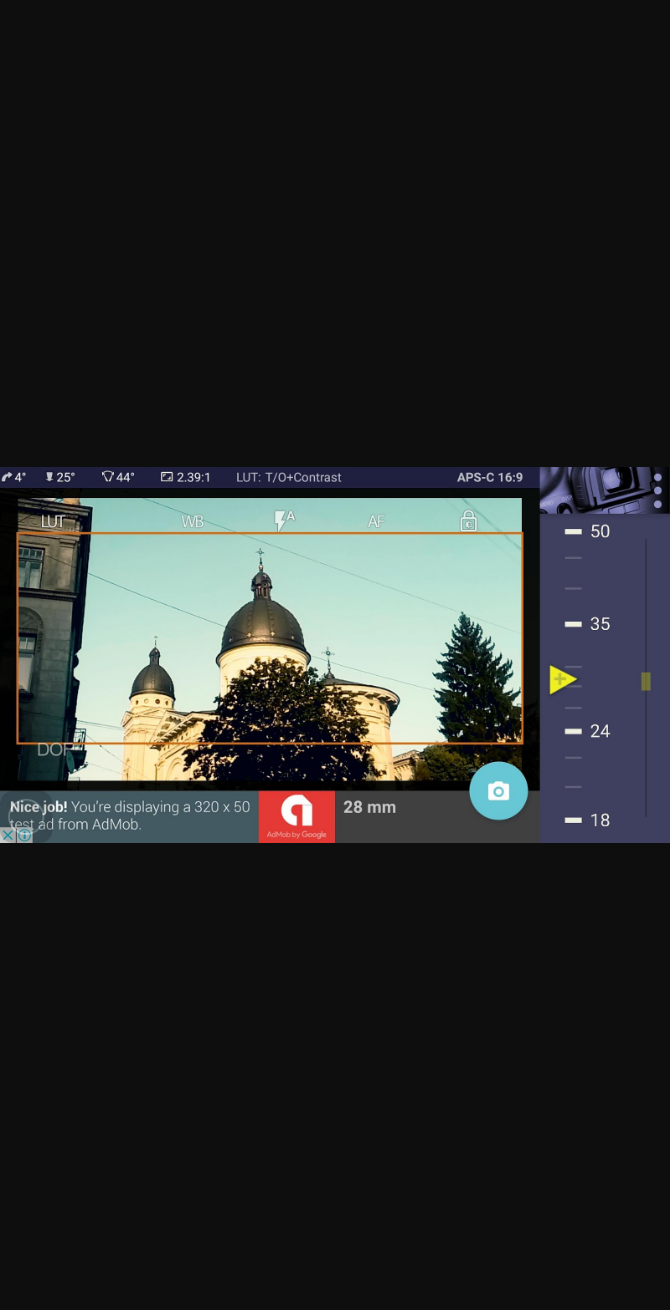 4° 25° 44° 2.39:1 LUT: T/O+Contrast APS-C 16:9
LUT WB A AF
50
35
24
18
DOF
Nice job! You're displaying a 320 x 50
test ad from AdMob.
AdMob by Google
28 mm